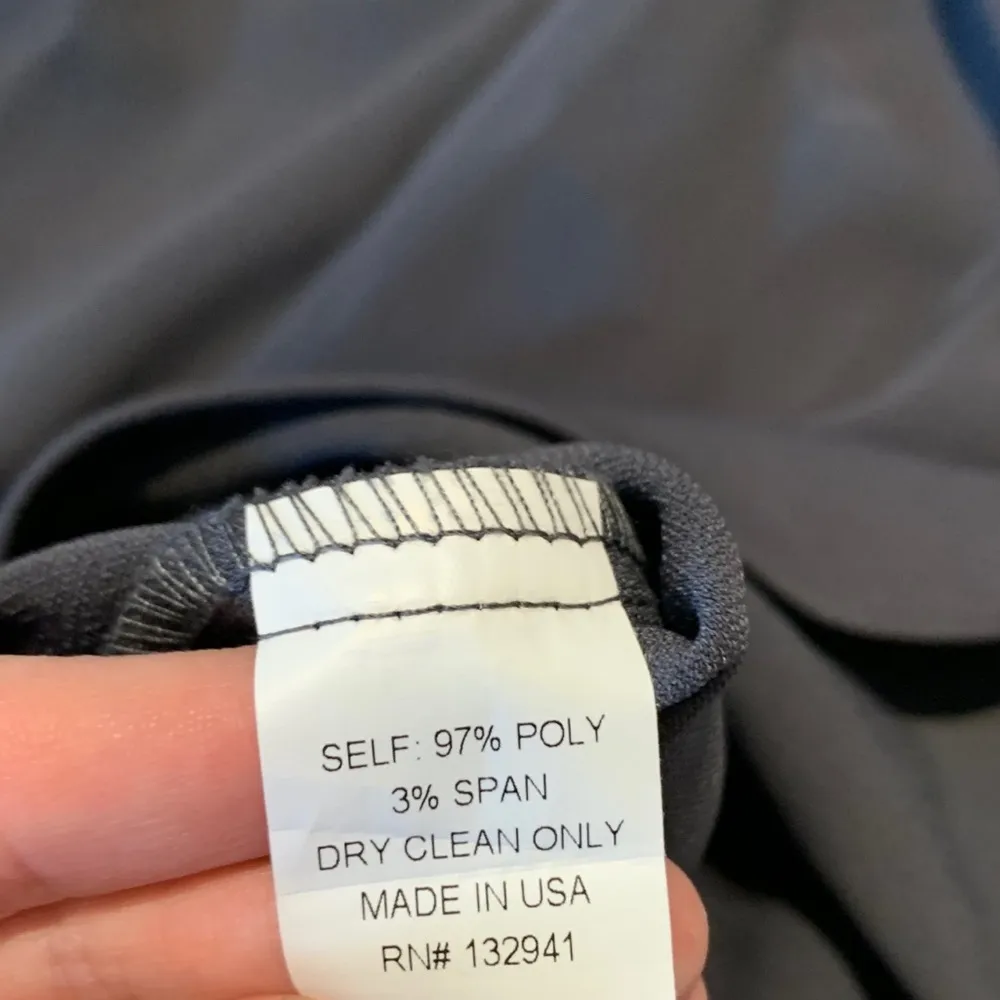 SELF: 97% POLY
3% SPAN
DRY CLEAN ONLY
MADE IN USA
RN# 132941